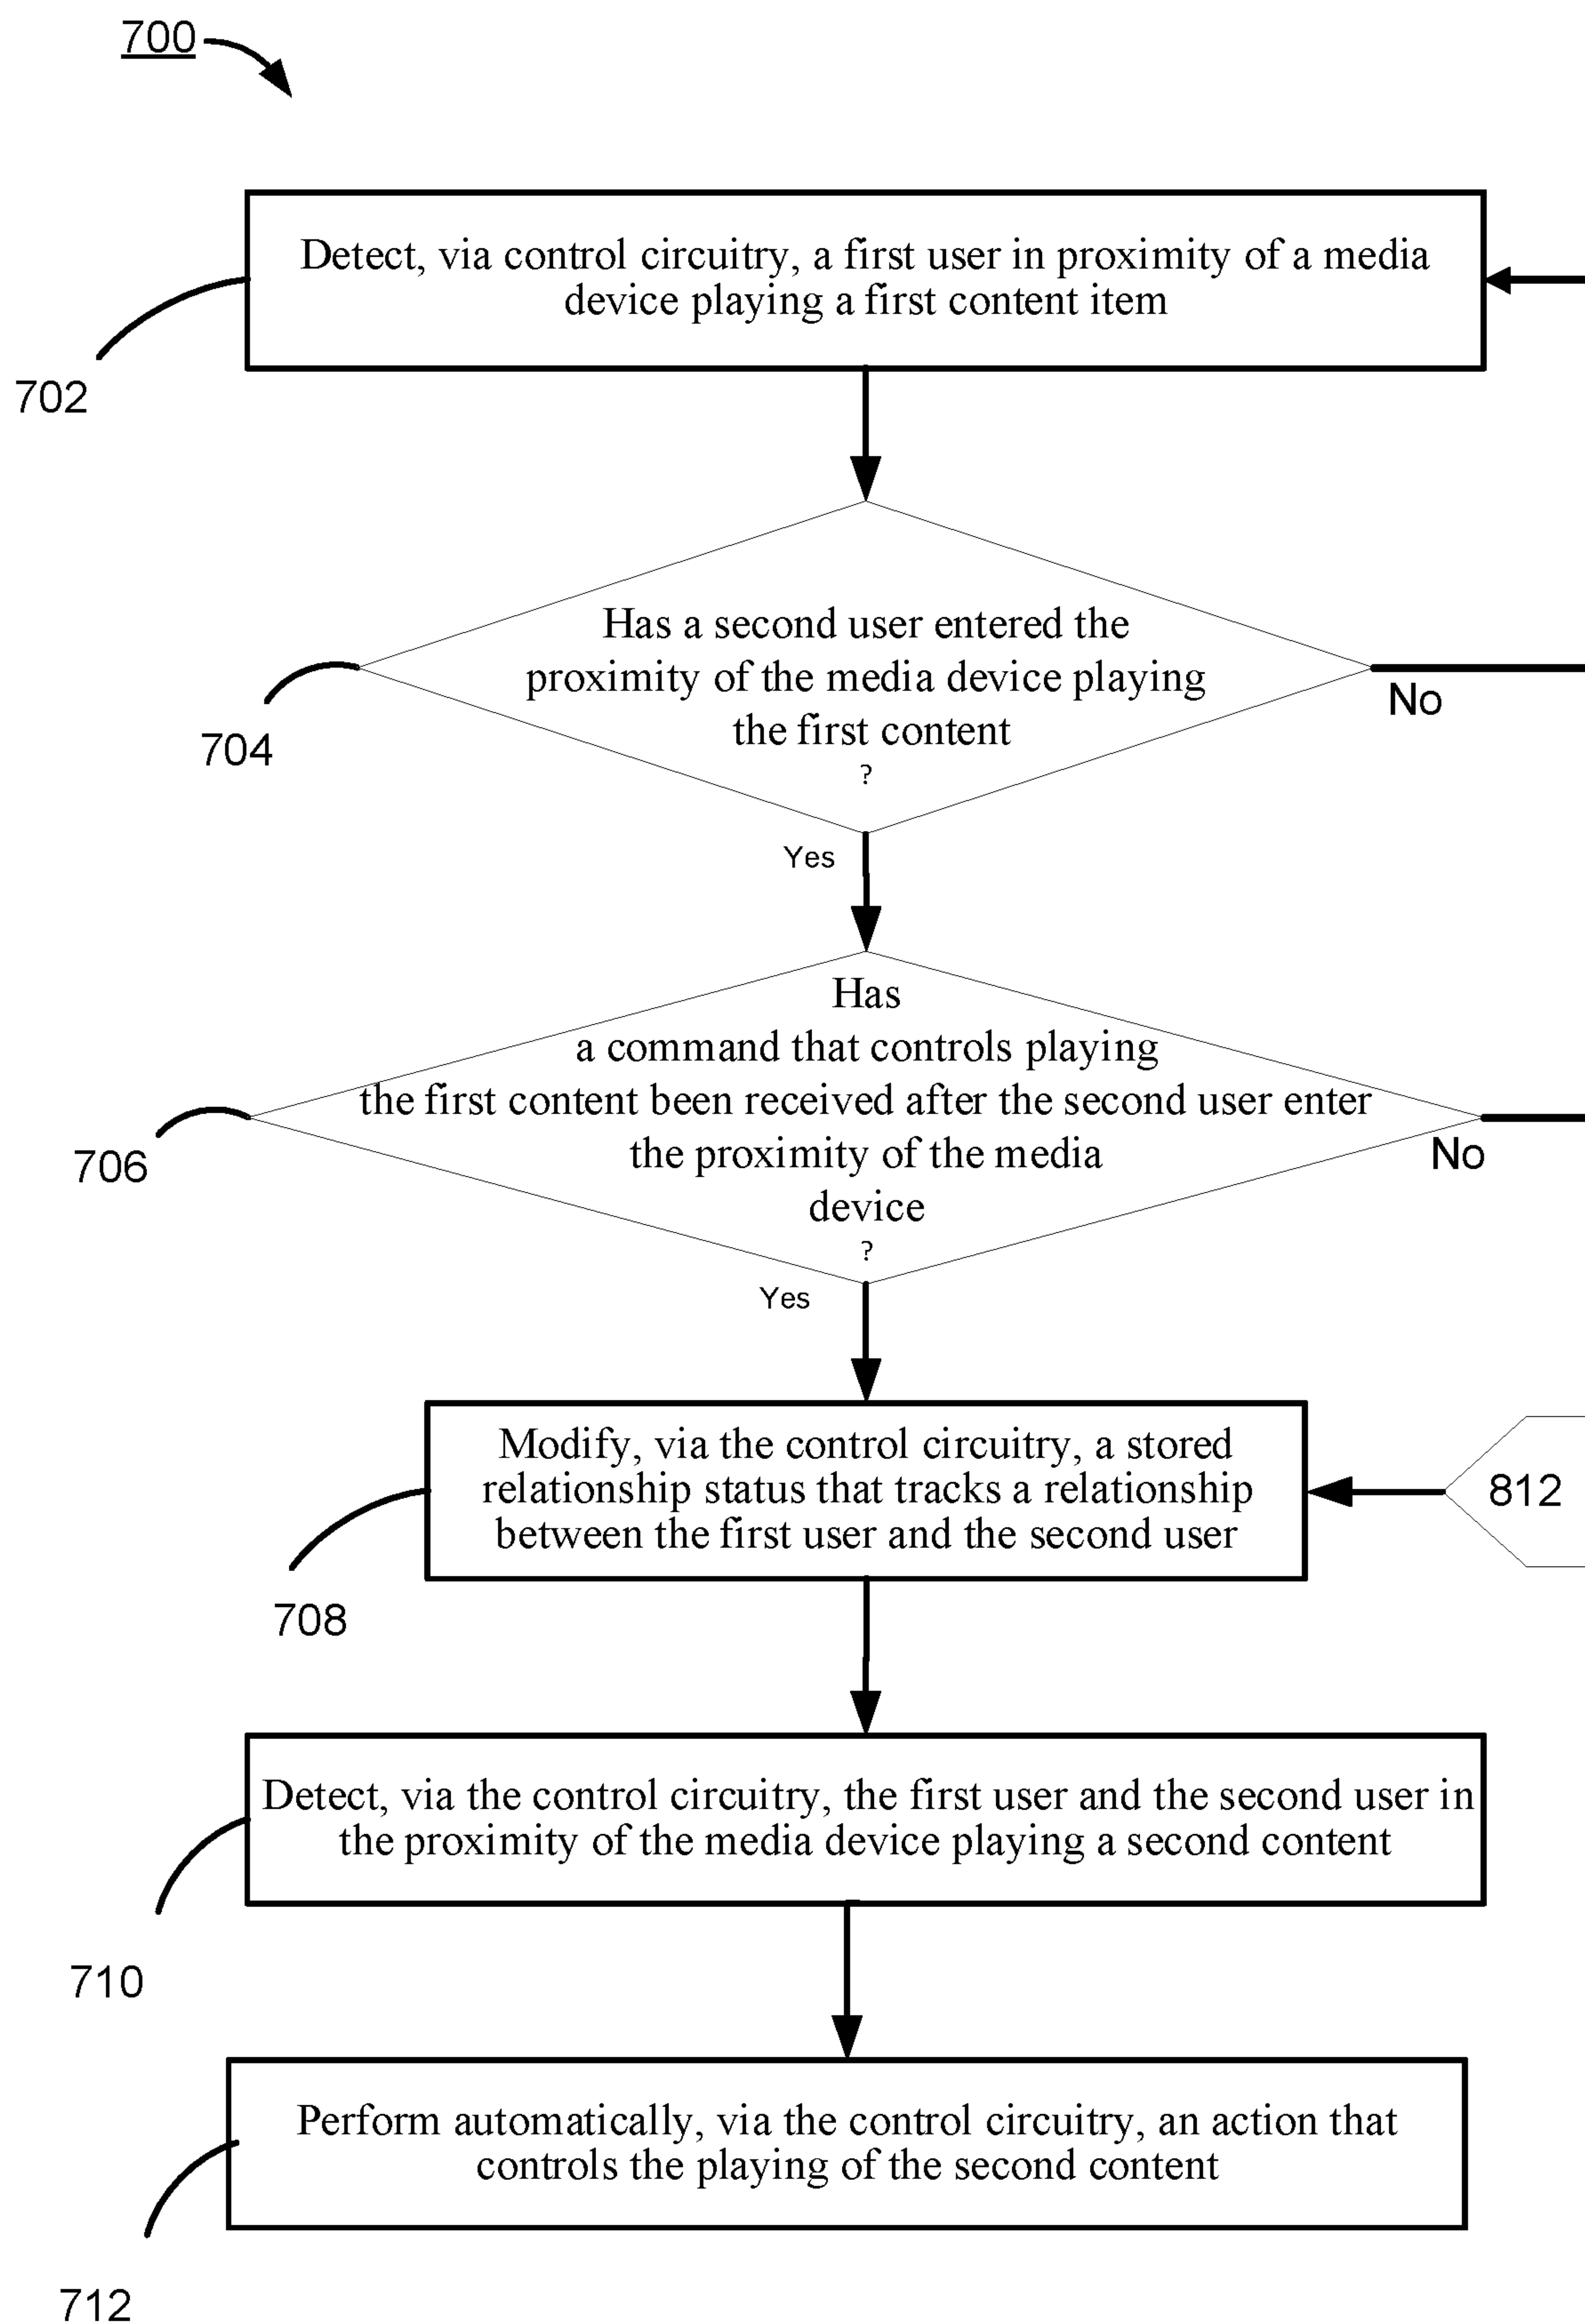 700
Detect, via control circuitry, a first user in proximity of a media
device playing a first content item
702
Has a second user entered the
proximity of the media device playing
the first content
?
No
704
Yes
Has
a command that controls playing
the first content been received after the second user enter
the proximity of the media
device
?
No
706
Yes
Modify, via the control circuitry, a stored
relationship status that tracks a relationship
between the first user and the second user
812
708
Detect, via the control circuitry, the first user and the second user in
the proximity of the media device playing a second content
710
Perform automatically, via the control circuitry, an action that
controls the playing of the second content
712